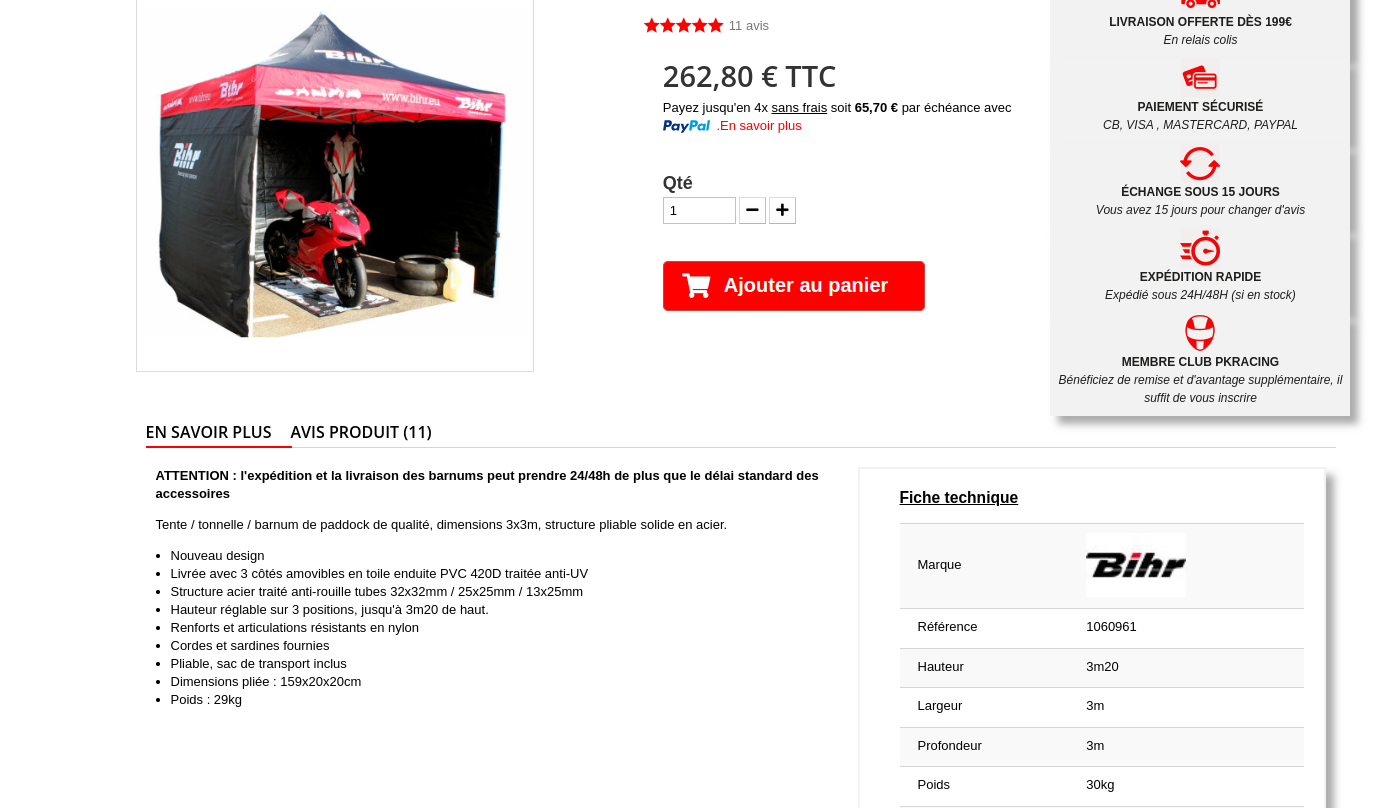 11 avis
262,80 € TTC
Payez jusqu'en 4x sans frais soit 65,70 € par échéance avec
PayPal .En savoir plus
Qté
1
Ajouter au panier
Bihr
www.bihr.eu
Bihr
Bihr
Bihr
LIVRAISON OFFERTE DÈS 199€
En relais colis
PAIEMENT SÉCURISÉ
CB, VISA , MASTERCARD, PAYPAL
ÉCHANGE SOUS 15 JOURS
Vous avez 15 jours pour changer d'avis
EXPÉDITION RAPIDE
Expédié sous 24H/48H (si en stock)
MEMBRE CLUB PKRACING
Bénéficiez de remise et d'avantage supplémentaire, il
suffit de vous inscrire
EN SAVOIR PLUS
AVIS PRODUIT (11)
ATTENTION : l'expédition et la livraison des barnums peut prendre 24/48h de plus que le délai standard des
accessoires
Tente / tonnelle / barnum de paddock de qualité, dimensions 3x3m, structure pliable solide en acier.
Nouveau design
Livrée avec 3 côtés amovibles en toile enduite PVC 420D traitée anti-UV
Structure acier traité anti-rouille tubes 32x32mm / 25x25mm / 13x25mm
Hauteur réglable sur 3 positions, jusqu'à 3m20 de haut.
Renforts et articulations résistants en nylon
Cordes et sardines fournies
Pliable, sac de transport inclus
Dimensions pliée : 159x20x20cm
Poids : 29kg
Fiche technique
Marque Bihr
Référence 1060961
Hauteur 3m20
Largeur 3m
Profondeur 3m
Poids 30kg